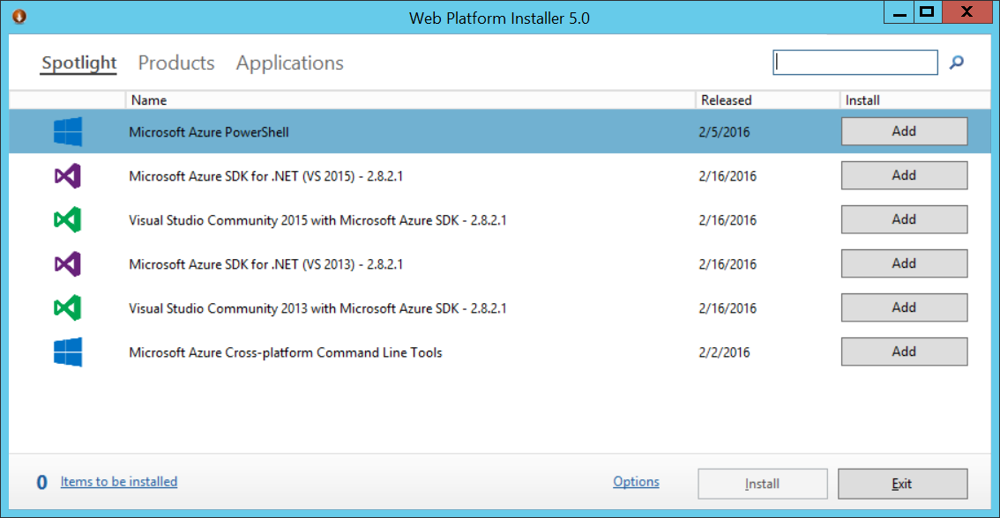 Web Platform Installer 5.0
Spotlight Products Applications
Name Released Install
Microsoft Azure PowerShell 2/5/2016 Add
Microsoft Azure SDK for .NET (VS 2015) - 2.8.2.1 2/16/2016 Add
Visual Studio Community 2015 with Microsoft Azure SDK - 2.8.2.1 2/16/2016 Add
Microsoft Azure SDK for .NET (VS 2013) - 2.8.2.1 2/16/2016 Add
Visual Studio Community 2013 with Microsoft Azure SDK - 2.8.2.1 2/16/2016 Add
Microsoft Azure Cross-platform Command Line Tools 2/2/2016 Add
0 Items to be installed Options Install Exit